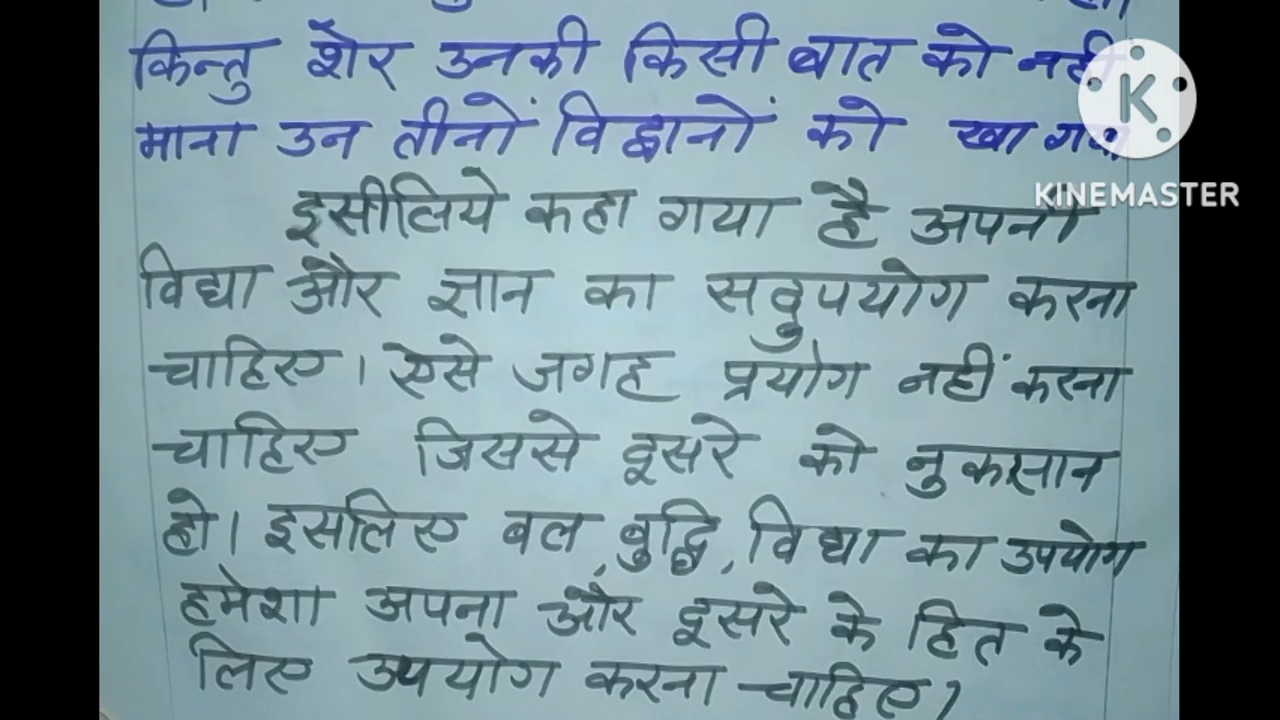 किन्तु शेर उनकी किसी बात को नही
माना उन तीनों विद्वानों को खा गया
इसीलिये कहा गया है अपनी
विद्या और ज्ञान का सदुपयोग करना
चाहिए। ऐसे जगह प्रयोग नहीं करना
चाहिए जिससे दूसरे को नुकसान
हो। इसलिए बल, बुद्धि, विद्या का उपयोग
हमेशा अपना और दूसरे के हित के
लिए उपयोग करना चाहिए।
K
KINEMASTER